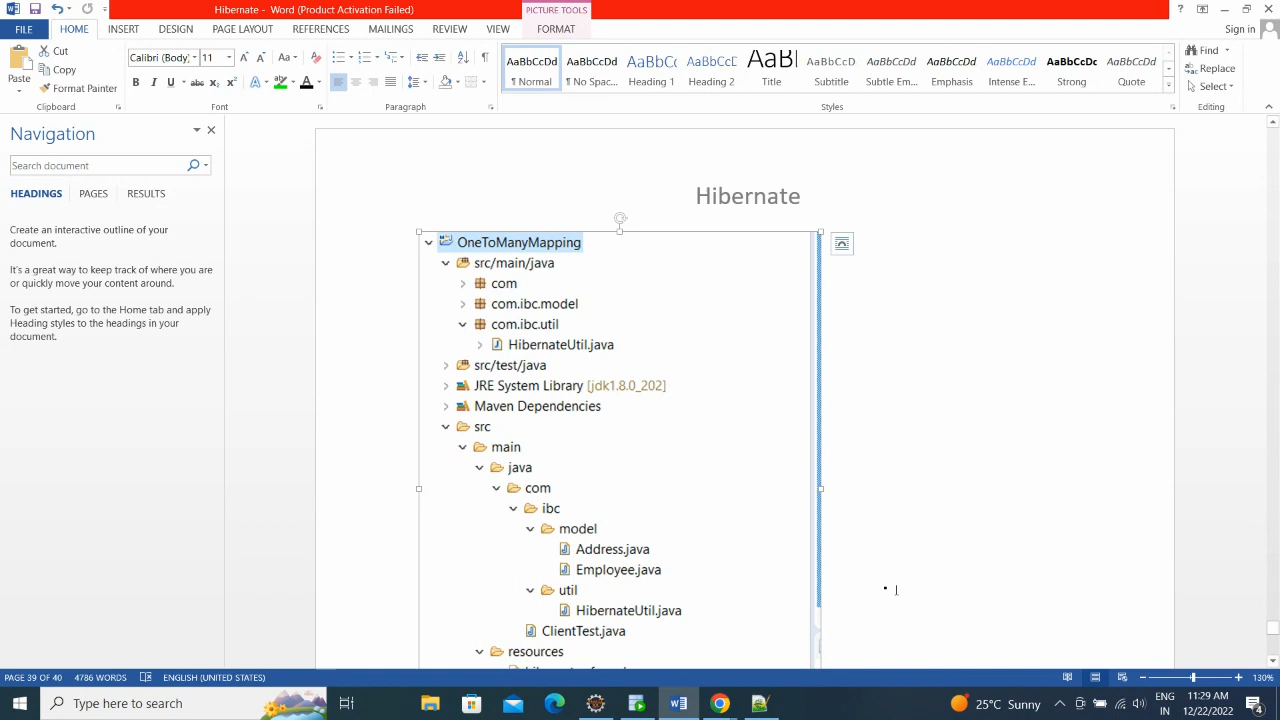 Hibernate - Word (Product Activation Failed)
PICTURE TOOLS
Sign in
FILE
HOME
INSERT
DESIGN
PAGE LAYOUT
REFERENCES
MAILINGS
REVIEW
VIEW
FORMAT
Paste
Cut
Copy
Format Painter
Clipboard
Calibri (Body)
11
Font
Paragraph
AaBbCcDd
¶ Normal
AaBbCcDd
¶ No Spac...
AaBbCcD
Heading 1
AaBbCcD
Heading 2
AaBl
Title
AaBbCcD
Subtitle
AaBbCcDd
Subtle Em...
AaBbCcDd
Emphasis
AaBbCcDd
Intense E...
AaBbCcDc
Strong
AaBbCcDd
Quote
Styles
Find
Replace
Select
Editing
Navigation
Search document
HEADINGS
PAGES
RESULTS
Create an interactive outline of your
document.
It's a great way to keep track of where you are
or quickly move your content around.
To get started, go to the Home tab and apply
Heading styles to the headings in your
document.
Hibernate
OneToManyMapping
src/main/java
com
com.ibc.model
com.ibc.util
HibernateUtil.java
src/test/java
JRE System Library [jdk1.8.0_202]
Maven Dependencies
src
main
java
com
ibc
model
Address.java
Employee.java
util
HibernateUtil.java
ClientTest.java
resources
PAGE 39 OF 40
4786 WORDS
ENGLISH (UNITED STATES)
130%
Type here to search
25°C Sunny
ENG
IN
11:29 AM
12/22/2022
4